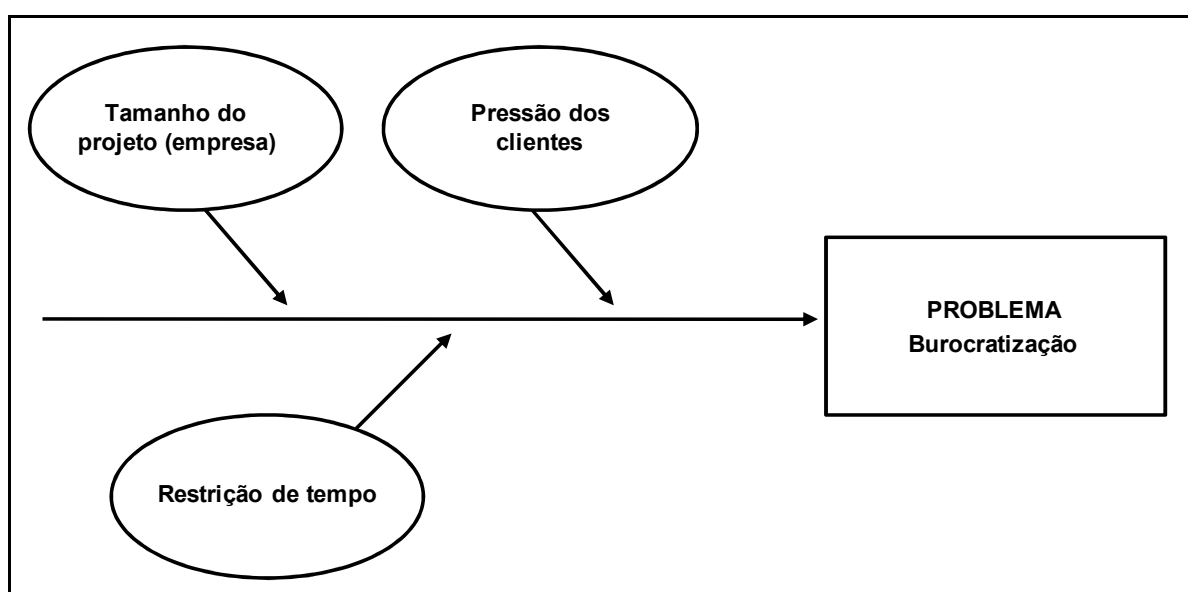 Tamanho do
projeto (empresa)
Pressão dos
clientes
PROBLEMA
Burocratização
Restrição de tempo